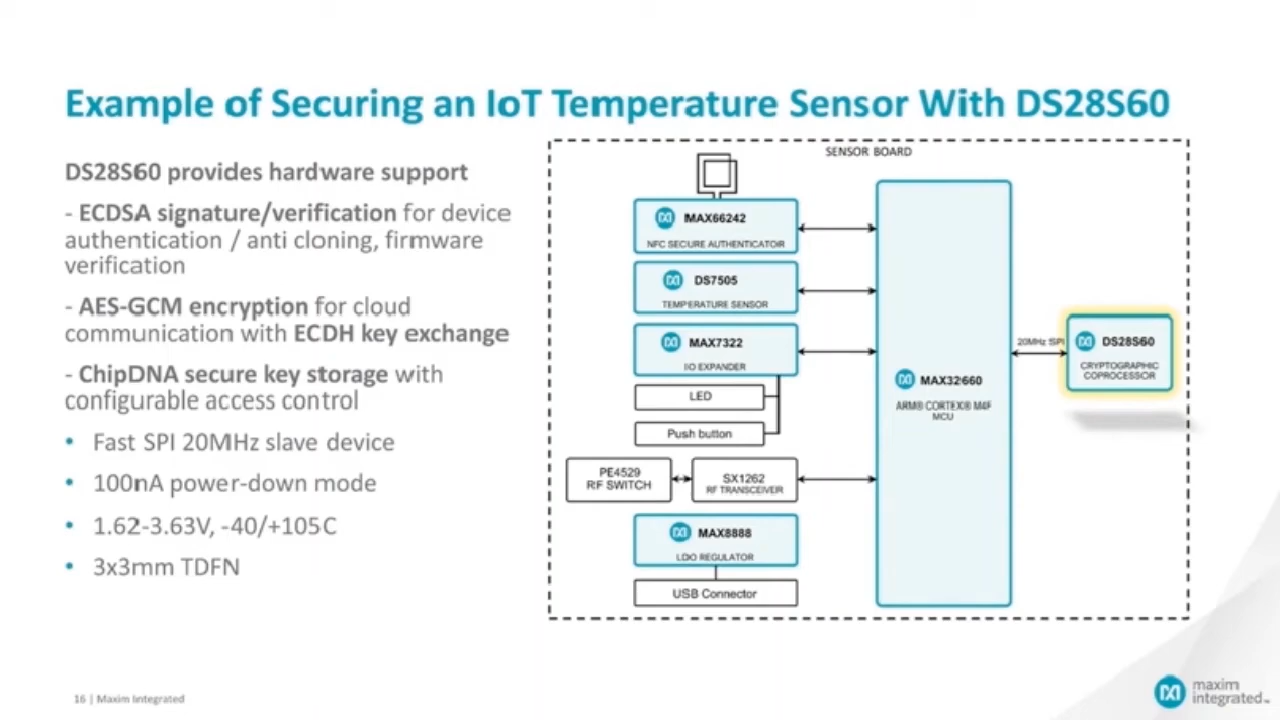 Example of Securing an IoT Temperature Sensor With DS28S60
DS28S60 provides hardware support
- ECDSA signature/verification for device
authentication / anti cloning, firmware
verification
- AES-GCM encryption for cloud
communication with ECDH key exchange
- ChipDNA secure key storage with
configurable access control
• Fast SPI 20MHz slave device
• 100nA power-down mode
• 1.62-3.63V, -40/+105C
• 3x3mm TDFN
SENSOR BOARD
MAX66242
NFC SECURE AUTHENTICATOR
DS7505
TEMPERATURE SENSOR
MAX7322
I/O EXPANDER
LED
Push button
PE4529
RF SWITCH
SX1262
RF TRANSCEIVER
MAX8888
LDO REGULATOR
USB Connector
MAX32660
ARM® CORTEX® M4F
MCU
20MHz SPI
DS28S60
CRYPTOGRAPHIC
COPROCESSOR
16 | Maxim Integrated
maxim
integrated™